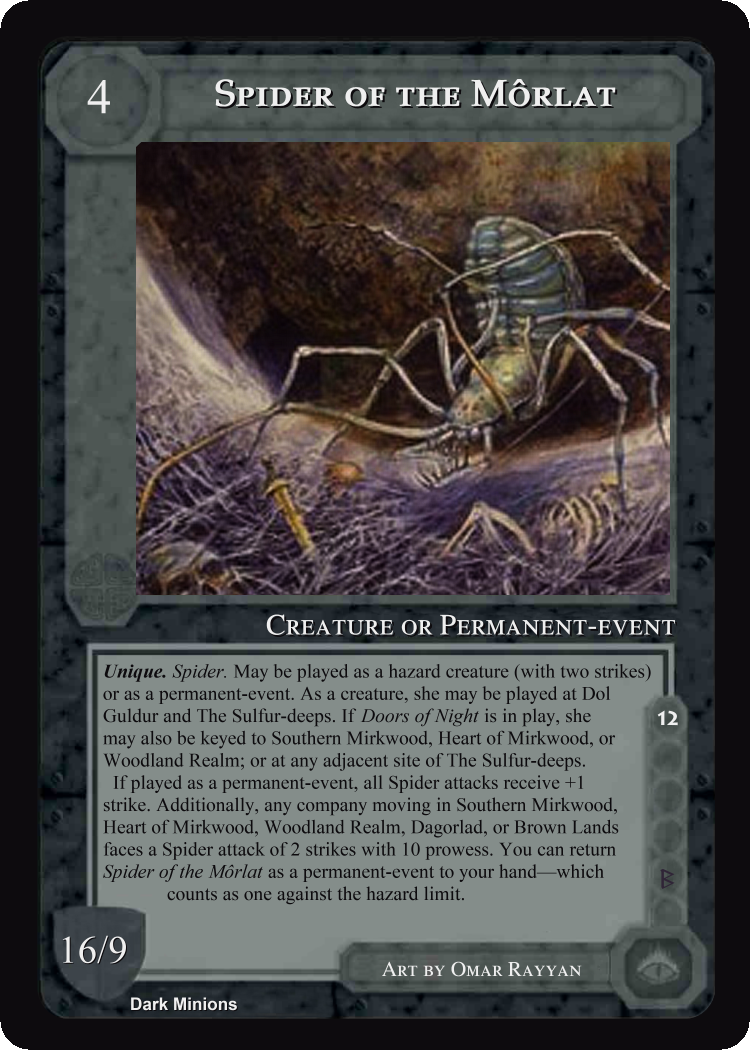 4
Spider of the Môrlat
Creature or Permanent-event
Unique. Spider. May be played as a hazard creature (with two strikes)
or as a permanent-event. As a creature, she may be played at Dol
Guldur and The Sulfur-deeps. If Doors of Night is in play, she
may also be keyed to Southern Mirkwood, Heart of Mirkwood, or
Woodland Realm; or at any adjacent site of The Sulfur-deeps.
If played as a permanent-event, all Spider attacks receive +1
strike. Additionally, any company moving in Southern Mirkwood,
Heart of Mirkwood, Woodland Realm, Dagorlad, or Brown Lands
faces a Spider attack of 2 strikes with 10 prowess. You can return
Spider of the Môrlat as a permanent-event to your hand—which
counts as one against the hazard limit.
12
16/9
Art by Omar Rayyan
Dark Minions